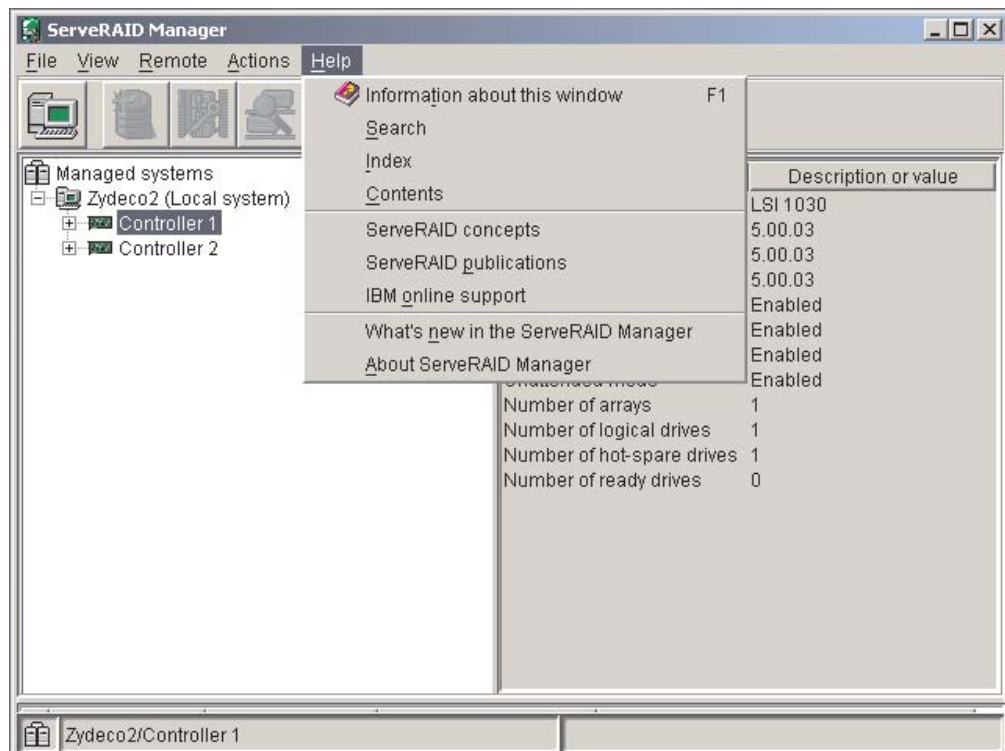 ServeRAID Manager
File View Remote Actions Help
Information about this window F1
Search
Index
Contents
ServeRAID concepts
ServeRAID publications
IBM online support
What's new in the ServeRAID Manager
About ServeRAID Manager
Managed systems
Zydeco2 (Local system)
Controller 1
Controller 2
Description or value
LSI 1030
5.00.03
5.00.03
5.00.03
Enabled
Enabled
Enabled
Unattended mode Enabled
Number of arrays 1
Number of logical drives 1
Number of hot-spare drives 1
Number of ready drives 0
Zydeco2/Controller 1